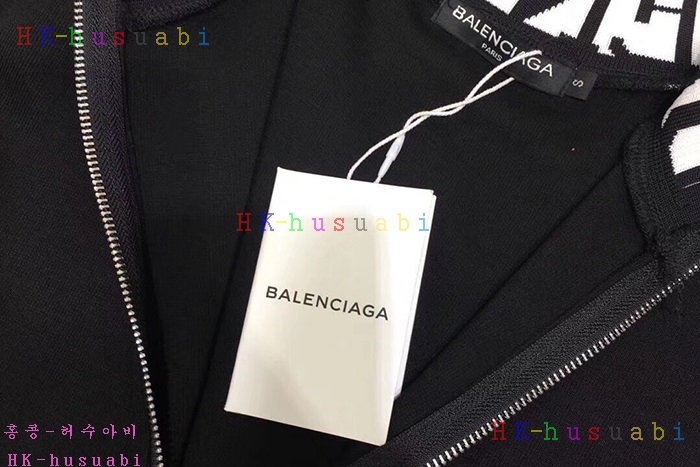 HK-husuabi
BALENCIAGA
PARIS
S
HK-husuabi
BALENCIAGA
HK-husuabi
홍콩-허수아비
HK-husuabi